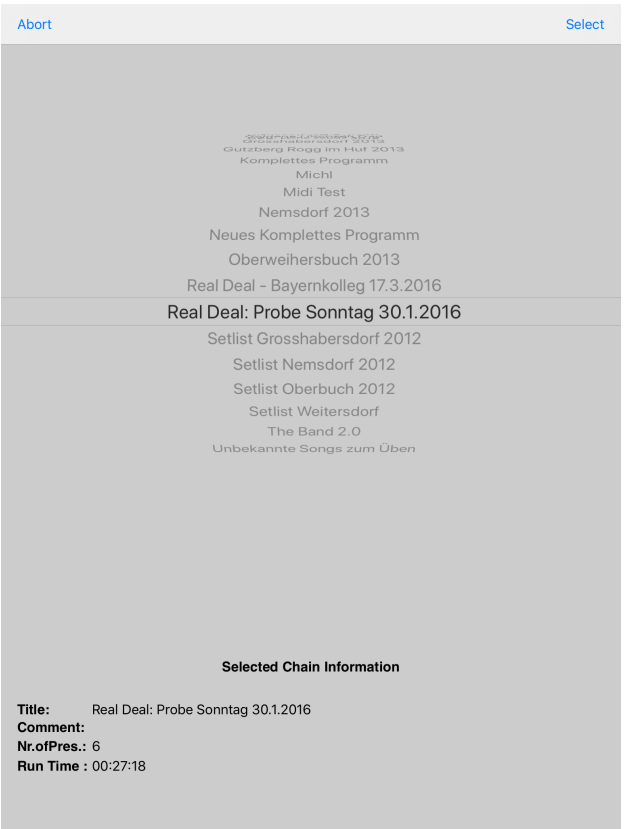 Abort
Select
Grosshabersdorf 2013
Gutzberg Rogg im Huf 2013
Komplettes Programm
Michl
Midi Test
Nemsdorf 2013
Neues Komplettes Programm
Oberweihersbuch 2013
Real Deal - Bayernkolleg 17.3.2016
Real Deal: Probe Sonntag 30.1.2016
Setlist Grosshabersdorf 2012
Setlist Nemsdorf 2012
Setlist Oberbuch 2012
Setlist Weitersdorf
The Band 2.0
Unbekannte Songs zum Üben
Selected Chain Information
Title: Real Deal: Probe Sonntag 30.1.2016
Comment:
Nr.ofPres.: 6
Run Time : 00:27:18